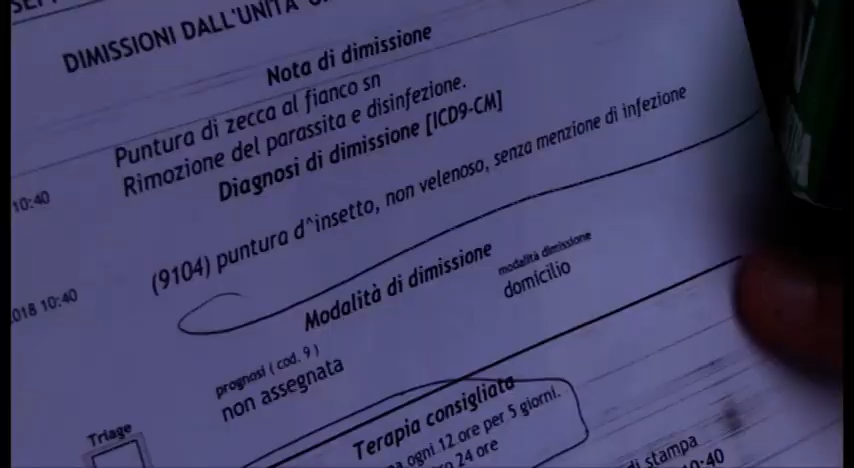 DIMISSIONI DALL'UNITA'
Nota di dimissione
Puntura di zecca al fianco sn
Rimozione del parassita e disinfezione.
10:40
Diagnosi di dimissione [ICD9-CM]
(9104) puntura d^insetto, non velenoso, senza menzione di infezione
018 10:40
Modalità di dimissione
modalità dimissione
domicilio
prognosi ( cod. 9 )
non assegnata
Triage
Terapia consigliata
ogni 12 ore per 5 giorni.
24 ore
di stampa
0:40